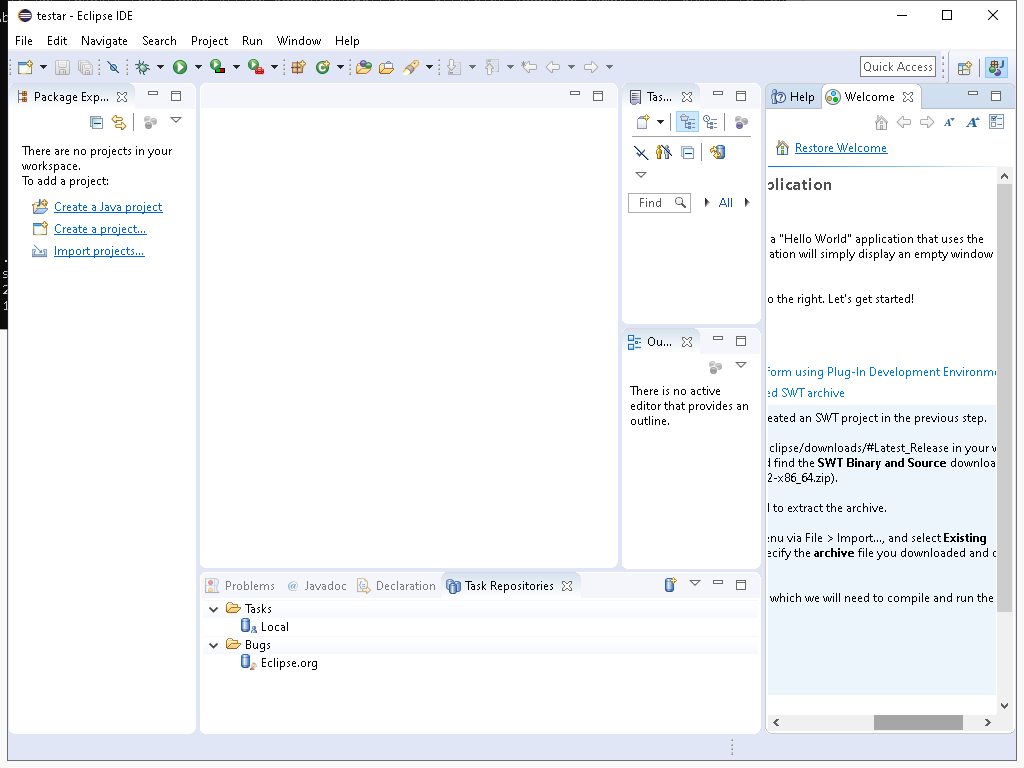 testar - Eclipse IDE
File Edit Navigate Search Project Run Window Help
Quick Access
Package Exp...
There are no projects in your
workspace.
To add a project:
Create a Java project
Create a project...
Import projects...
Tas...
Find
All
Ou...
There is no active
editor that provides an
outline.
Help Welcome
Restore Welcome
plication
a "Hello World" application that uses the
ation will simply display an empty window
o the right. Let's get started!
form using Plug-In Development Environme
ed SWT archive
eated an SWT project in the previous step.
clipse/downloads/#Latest_Release in your w
d find the SWT Binary and Source downloa
2-x86_64.zip).
l to extract the archive.
enu via File > Import..., and select Existing
ecify the archive file you downloaded and c
which we will need to compile and run the
Problems @ Javadoc Declaration Task Repositories
Tasks
Local
Bugs
Eclipse.org